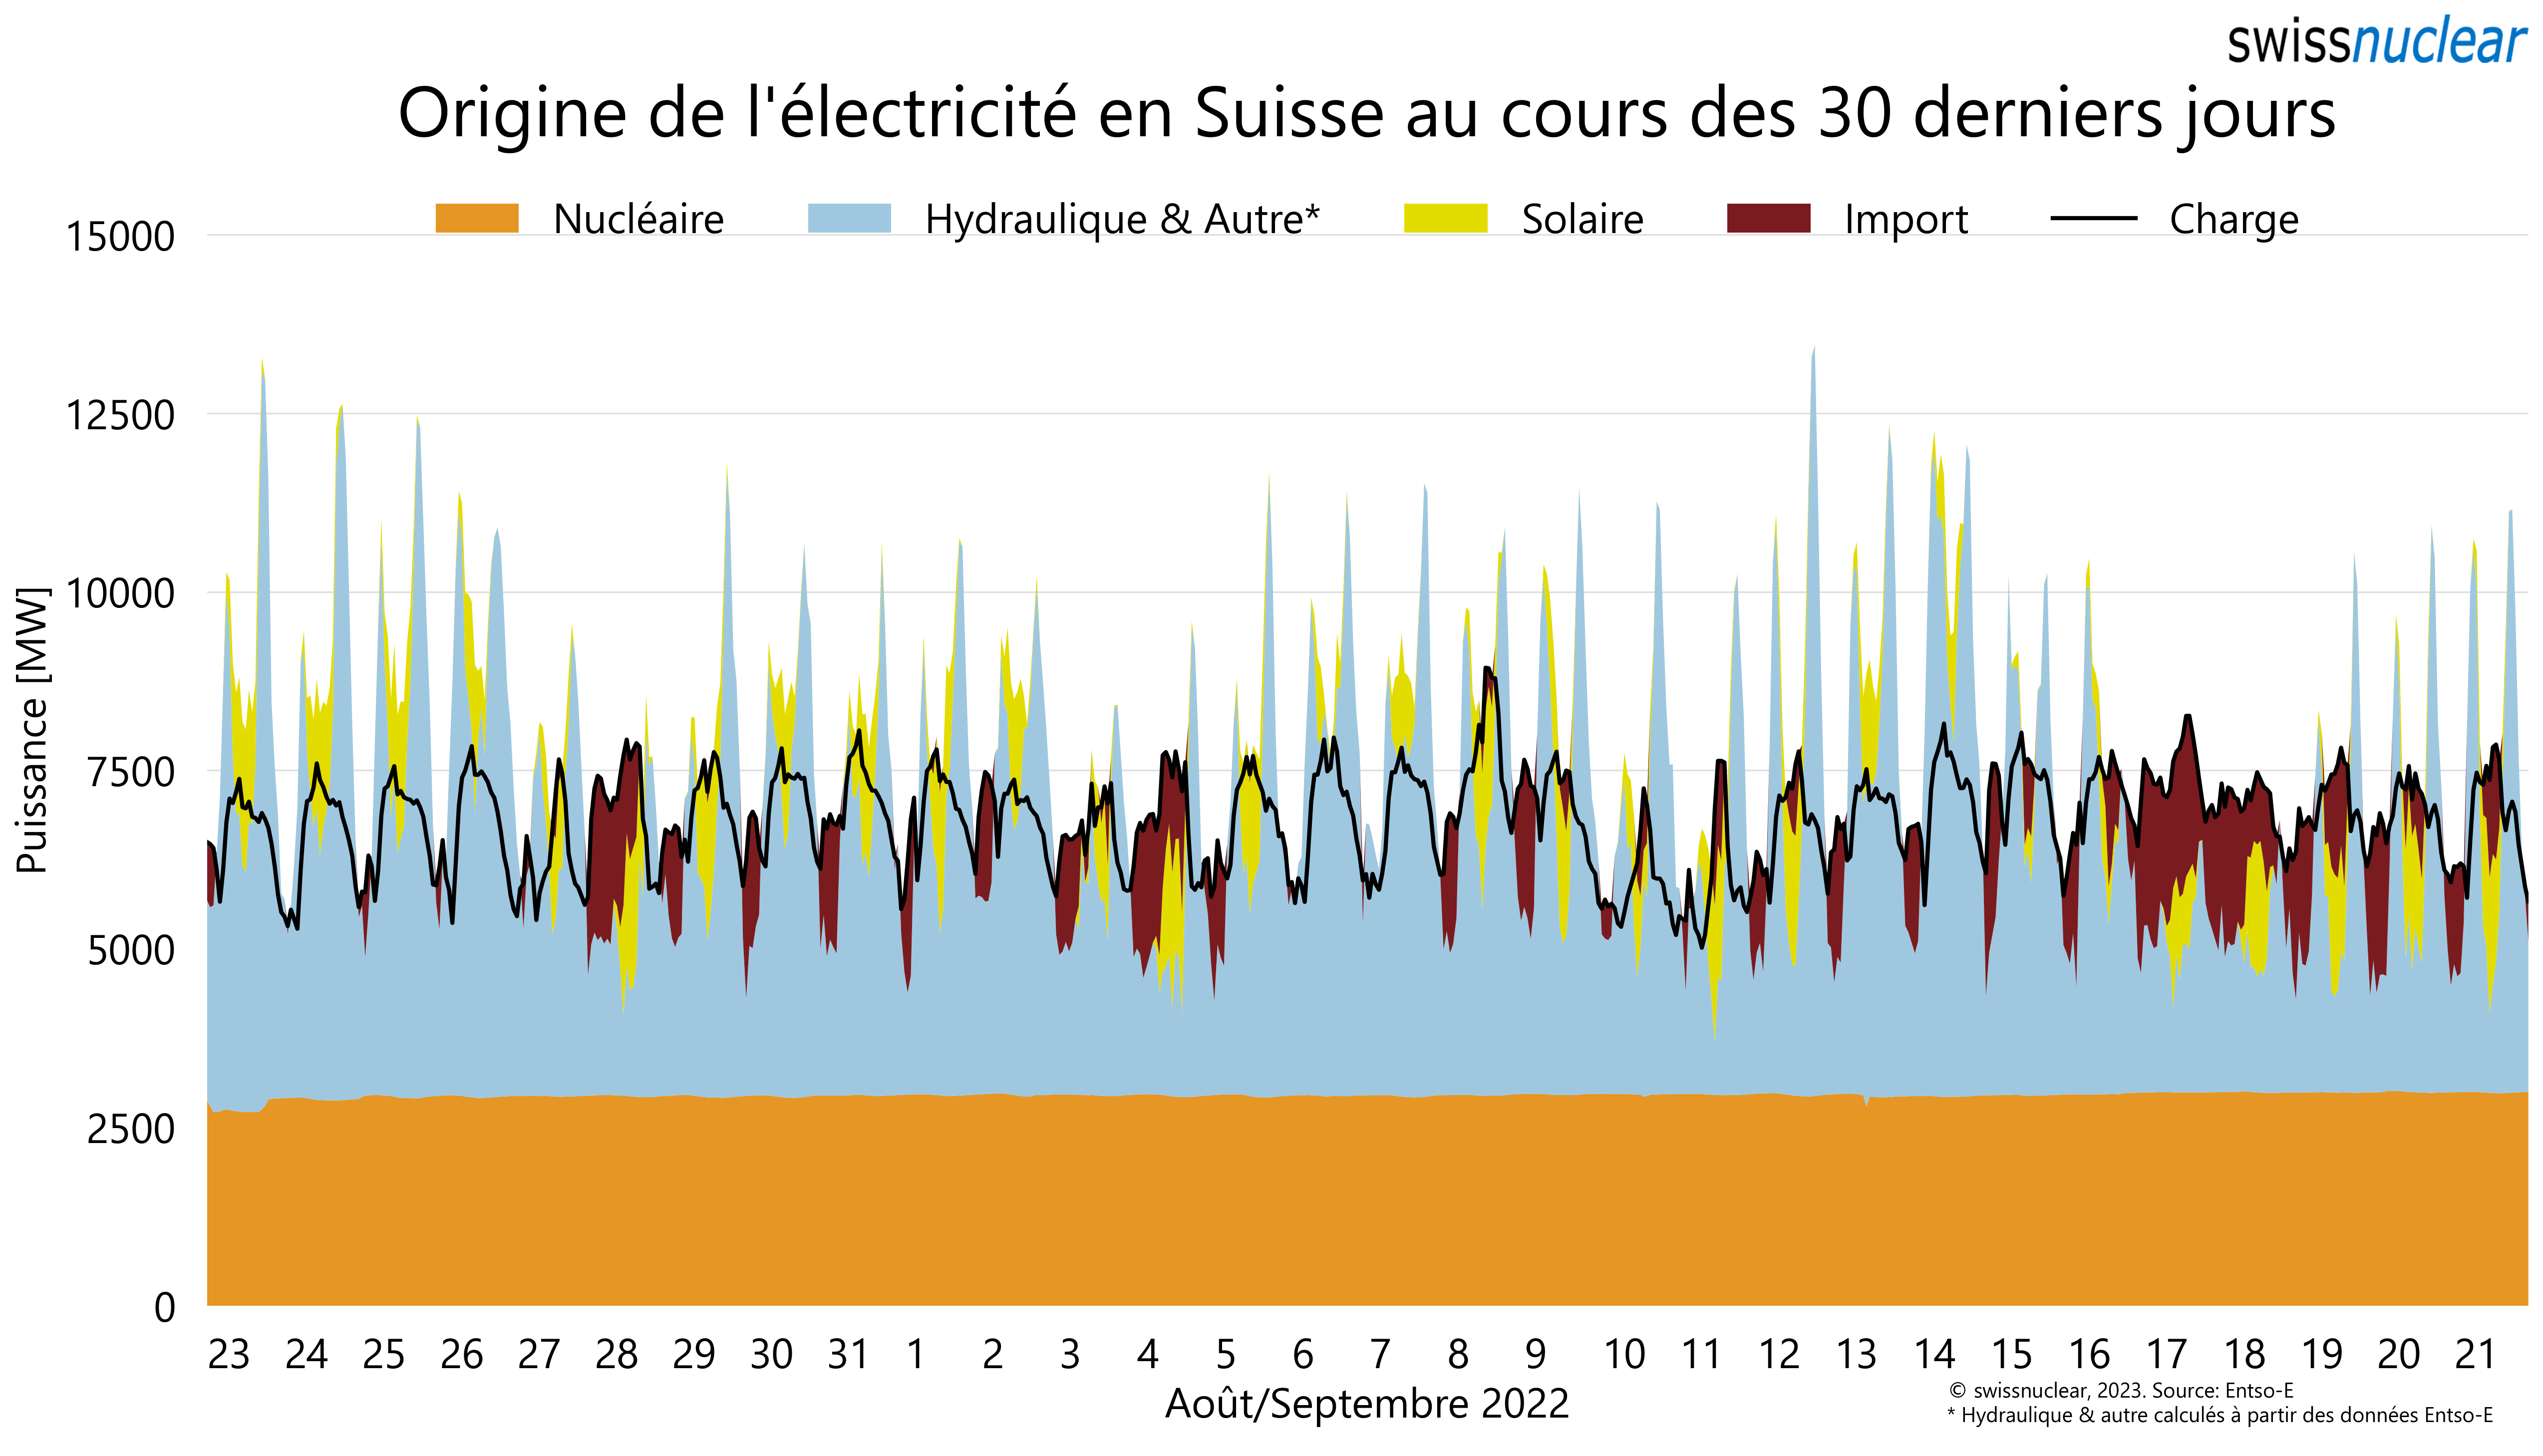 swissnuclear
Origine de l'électricité en Suisse au cours des 30 derniers jours
Nucléaire Hydraulique & Autre* Solaire Import Charge
15000
12500
10000
7500
5000
2500
0
Puissance [MW]
23 24 25 26 27 28 29 30 31 1 2 3 4 5 6 7 8 9 10 11 12 13 14 15 16 17 18 19 20 21
Août/Septembre 2022
© swissnuclear, 2023. Source: Entso-E
* Hydraulique & autre calculés à partir des données Entso-E